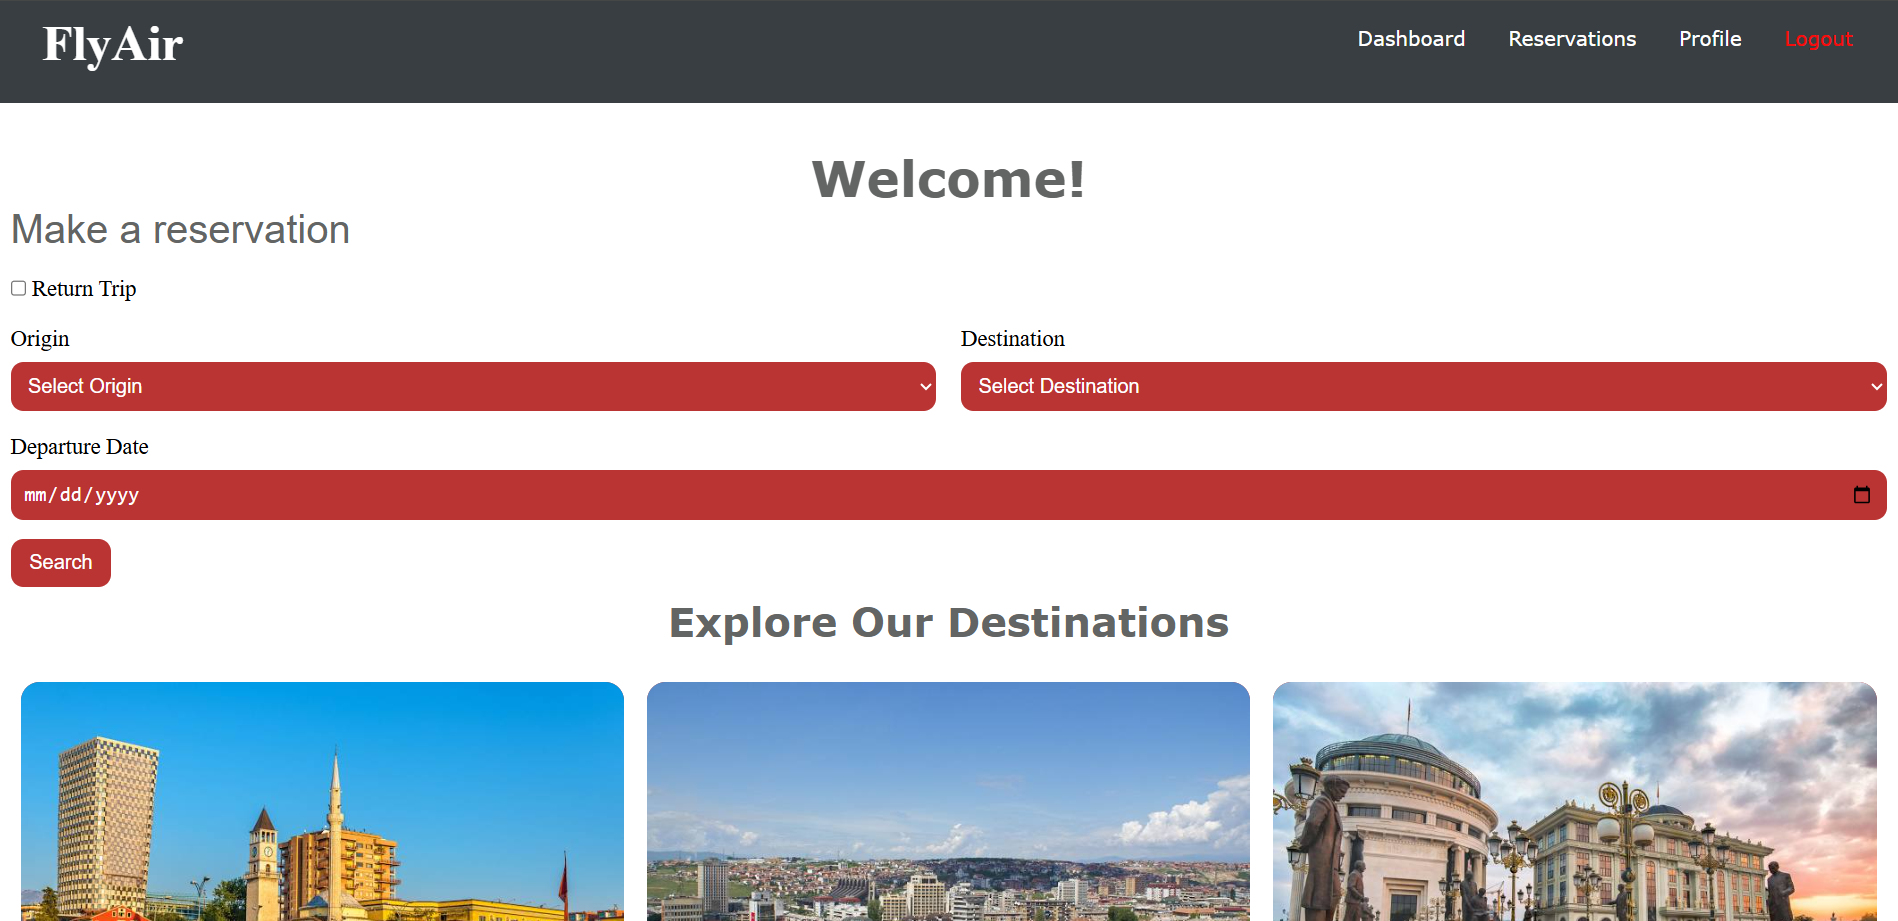 FlyAir
Dashboard Reservations Profile Logout
Welcome!
Make a reservation
Return Trip
Origin Destination
Select Origin Select Destination
Departure Date
mm/dd/yyyy
Search
Explore Our Destinations